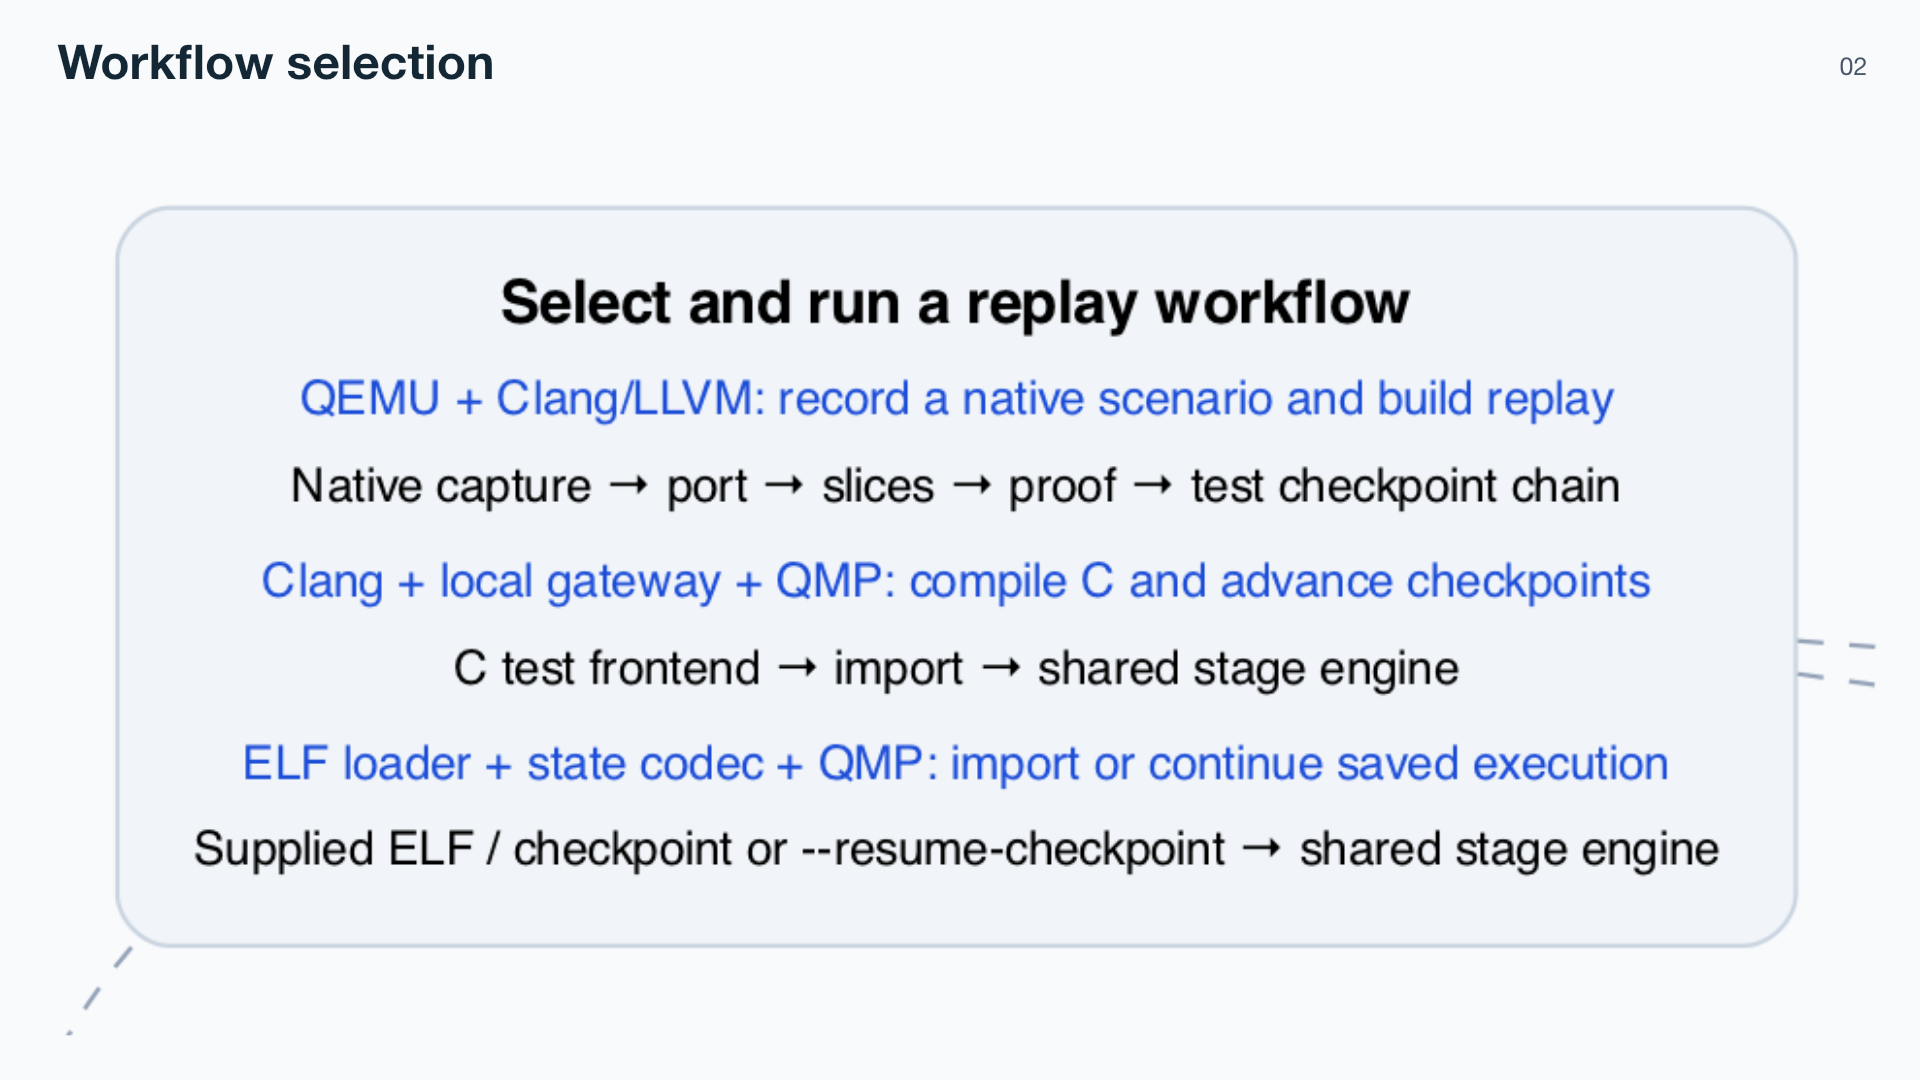 Workflow selection
02
Select and run a replay workflow
QEMU + Clang/LLVM: record a native scenario and build replay
Native capture → port → slices → proof → test checkpoint chain
Clang + local gateway + QMP: compile C and advance checkpoints
C test frontend → import → shared stage engine
ELF loader + state codec + QMP: import or continue saved execution
Supplied ELF / checkpoint or --resume-checkpoint → shared stage engine